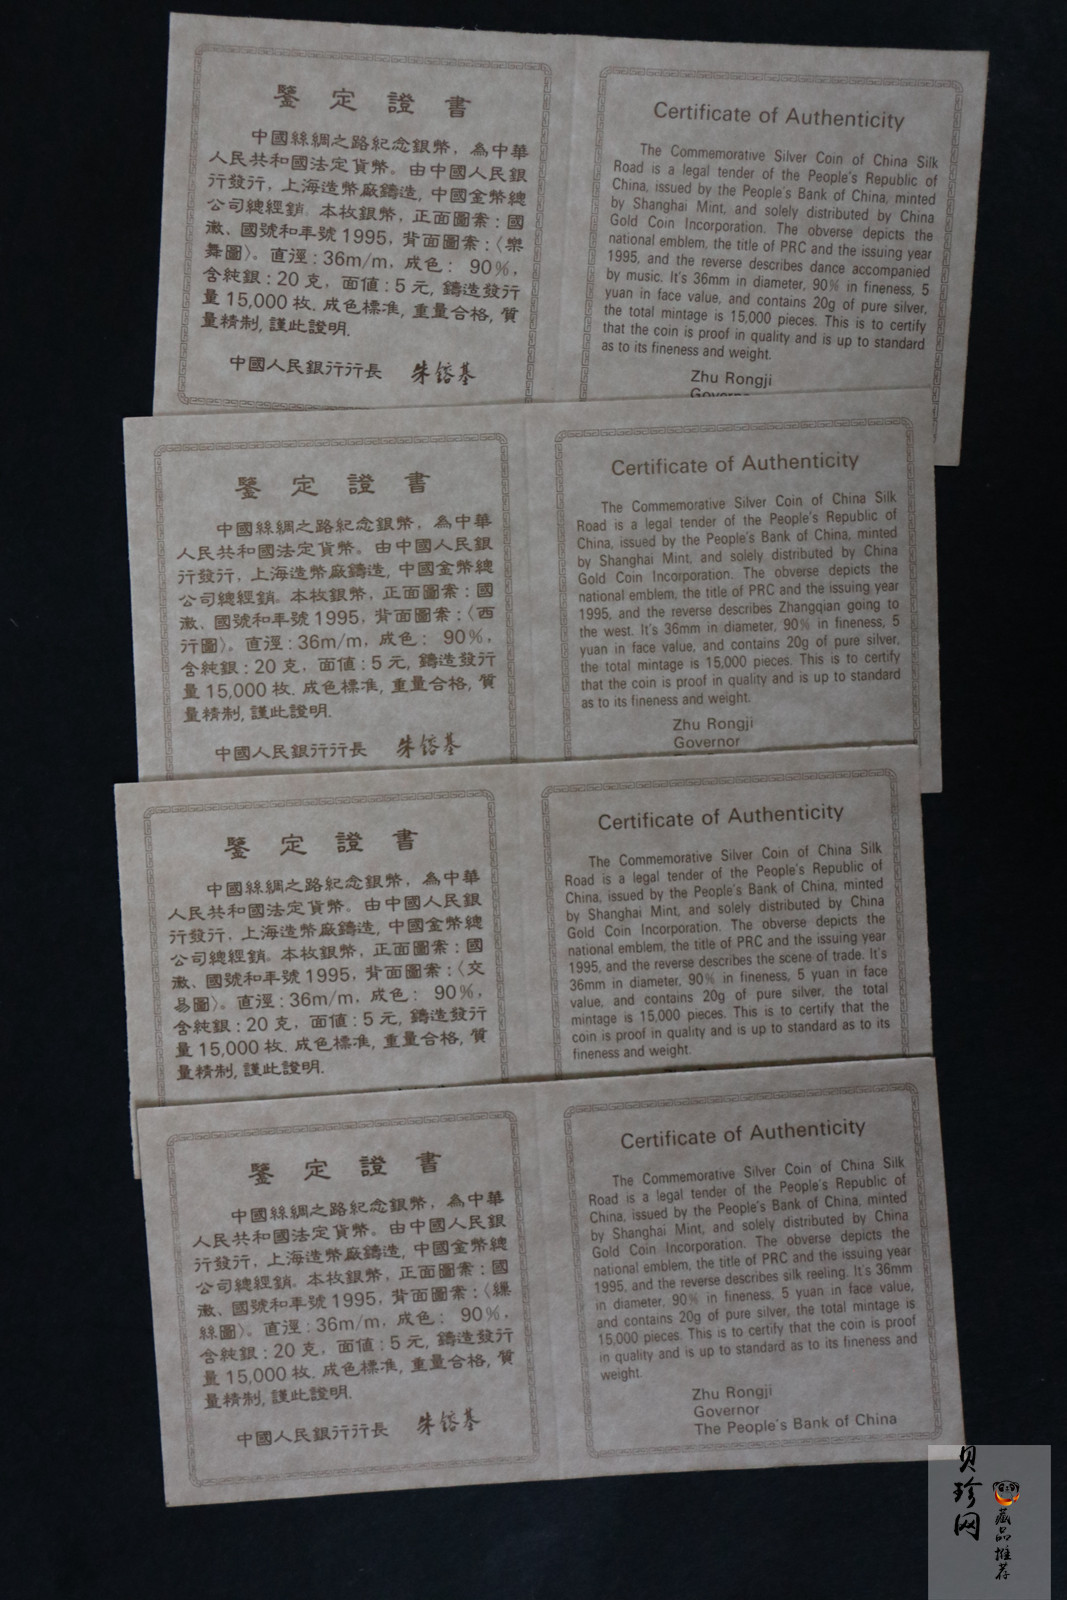 鑒定證書
中國絲綢之路紀念銀幣，為中華
人民共和國法定貨幣。由中國人民銀
行發行，上海造幣廠鑄造，中國金幣總
公司總經銷。本枚銀幣，正面圖案：國
徽、國號和年號1995，背面圖案：〈樂
舞圖〉。直徑：36m/m，成色： 90%，
含純銀：20克，面值：5元，鑄造發行
量15,000枚．成色標准，重量合格，質
量精制，謹此證明．
中國人民銀行行長 朱镕基
Certificate of Authenticity
The Commemorative Silver Coin of China Silk
Road is a legal tender of the People's Republic of
China, issued by the People's Bank of China, minted
by Shanghai Mint, and solely distributed by China
Gold Coin Incorporation. The obverse depicts the
national emblem, the title of PRC and the issuing year
1995, and the reverse describes dance accompanied
by music. It's 36mm in diameter, 90% in fineness, 5
yuan in face value, and contains 20g of pure silver,
the total mintage is 15,000 pieces. This is to certify
that the coin is proof in quality and is up to standard
as to its fineness and weight.
Zhu Rongji
Governor
鑒定證書
中國絲綢之路紀念銀幣，為中華
人民共和國法定貨幣。由中國人民銀
行發行，上海造幣廠鑄造，中國金幣總
公司總經銷。本枚銀幣，正面圖案：國
徽、國號和年號1995，背面圖案：〈西
行圖〉。直徑：36m/m，成色： 90%，
含純銀：20克，面值：5元，鑄造發行
量15,000枚．成色標准，重量合格，質
量精制，謹此證明．
中國人民銀行行長 朱镕基
Certificate of Authenticity
The Commemorative Silver Coin of China Silk
Road is a legal tender of the People's Republic of
China, issued by the People's Bank of China, minted
by Shanghai Mint, and solely distributed by China
Gold Coin Incorporation. The obverse depicts the
national emblem, the title of PRC and the issuing year
1995, and the reverse describes Zhangqian going to
the west. It's 36mm in diameter, 90% in fineness, 5
yuan in face value, and contains 20g of pure silver,
the total mintage is 15,000 pieces. This is to certify
that the coin is proof in quality and is up to standard
as to its fineness and weight.
Zhu Rongji
Governor
鑒定證書
中國絲綢之路紀念銀幣，為中華
人民共和國法定貨幣。由中國人民銀
行發行，上海造幣廠鑄造，中國金幣總
公司總經銷。本枚銀幣，正面圖案：國
徽、國號和年號1995，背面圖案：〈交
易圖〉。直徑：36m/m，成色： 90%，
含純銀：20克，面值：5元，鑄造發行
量15,000枚．成色標准，重量合格，質
量精制，謹此證明．
Certificate of Authenticity
The Commemorative Silver Coin of China Silk
Road is a legal tender of the People's Republic of
China, issued by the People's Bank of China, minted
by Shanghai Mint, and solely distributed by China
Gold Coin Incorporation. The obverse depicts the
national emblem, the title of PRC and the issuing year
1995, and the reverse describes the scene of trade. It's
36mm in diameter, 90% in fineness, 5 yuan in face
value, and contains 20g of pure silver, the total
mintage is 15,000 pieces. This is to certify that the
coin is proof in quality and is up to standard as to its
fineness and weight.
鑒定證書
中國絲綢之路紀念銀幣，為中華
人民共和國法定貨幣。由中國人民銀
行發行，上海造幣廠鑄造，中國金幣總
公司總經銷。本枚銀幣，正面圖案：國
徽、國號和年號1995，背面圖案：〈繅
絲圖〉。直徑：36m/m，成色： 90%，
含純銀：20克，面值：5元，鑄造發行
量15,000枚．成色標准，重量合格，質
量精制，謹此證明．
中國人民銀行行長 朱镕基
Certificate of Authenticity
The Commemorative Silver Coin of China Silk
Road is a legal tender of the People's Republic of
China, issued by the People's Bank of China, minted
by Shanghai Mint, and solely distributed by China
Gold Coin Incorporation. The obverse depicts the
national emblem, the title of PRC and the issuing year
1995, and the reverse describes silk reeling. It's 36mm
in diameter, 90% in fineness, 5 yuan in face value,
and contains 20g of pure silver, the total mintage is
15,000 pieces. This is to certify that the coin is proof
in quality and is up to standard as to its fineness and
weight.
Zhu Rongji
Governor
The People's Bank of China
贝珍网
藏品推荐